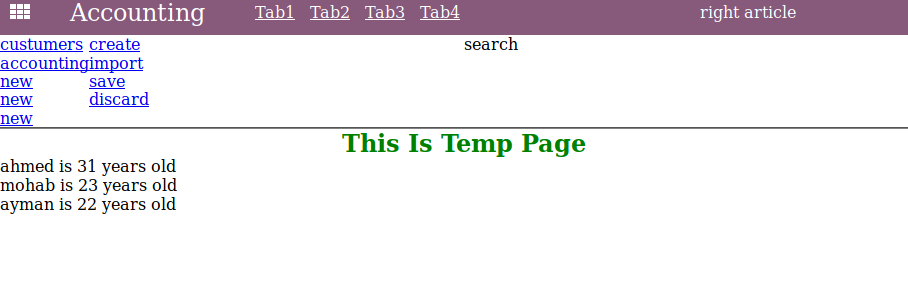 Accounting Tab1 Tab2 Tab3 Tab4 right article
custumers create search
accounting import
new save
new discard
new
This Is Temp Page
ahmed is 31 years old
mohab is 23 years old
ayman is 22 years old